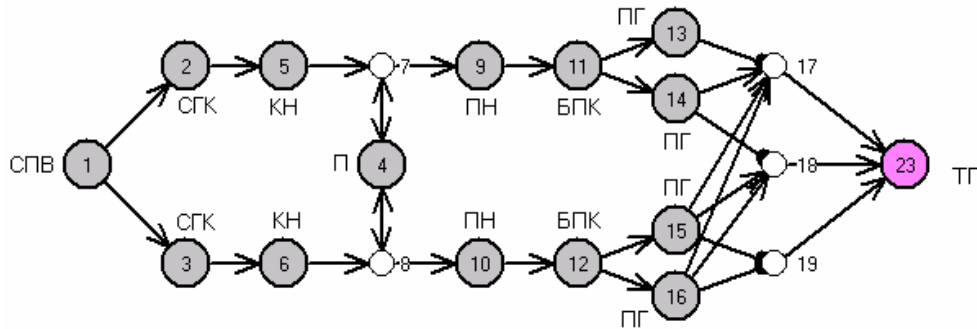 ПГ
13
2 5 7 9 11 17
СГК КН ПН БПК 14
СПВ 1 П 4 ПГ 18 23 ТГ
ПГ
СГК КН ПН БПК 15
3 6 8 10 12 19
16
ПГ